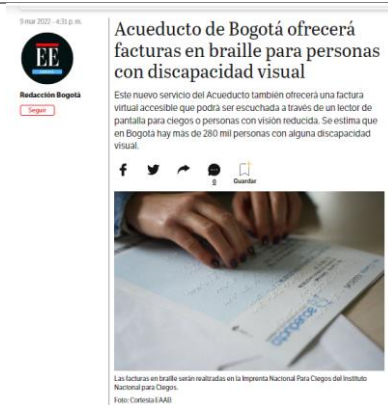 9 mar 2022 - 4:31 p. m.
EE
BOGOTÁ
Redacción Bogotá
Seguir
Acueducto de Bogotá ofrecerá
facturas en braille para personas
con discapacidad visual
Este nuevo servicio del Acueducto también ofrecerá una factura
virtual accesible que podrá ser escuchada a través de un lector de
pantalla para ciegos o personas con visión reducida. Se estima que
en Bogotá hay más de 280 mil personas con alguna discapacidad
visual.
0
Guardar
acueducto
Las facturas en braille serán realizadas en la Imprenta Nacional Para Ciegos del Instituto
Nacional para Ciegos.
Foto: Cortesía EAAB